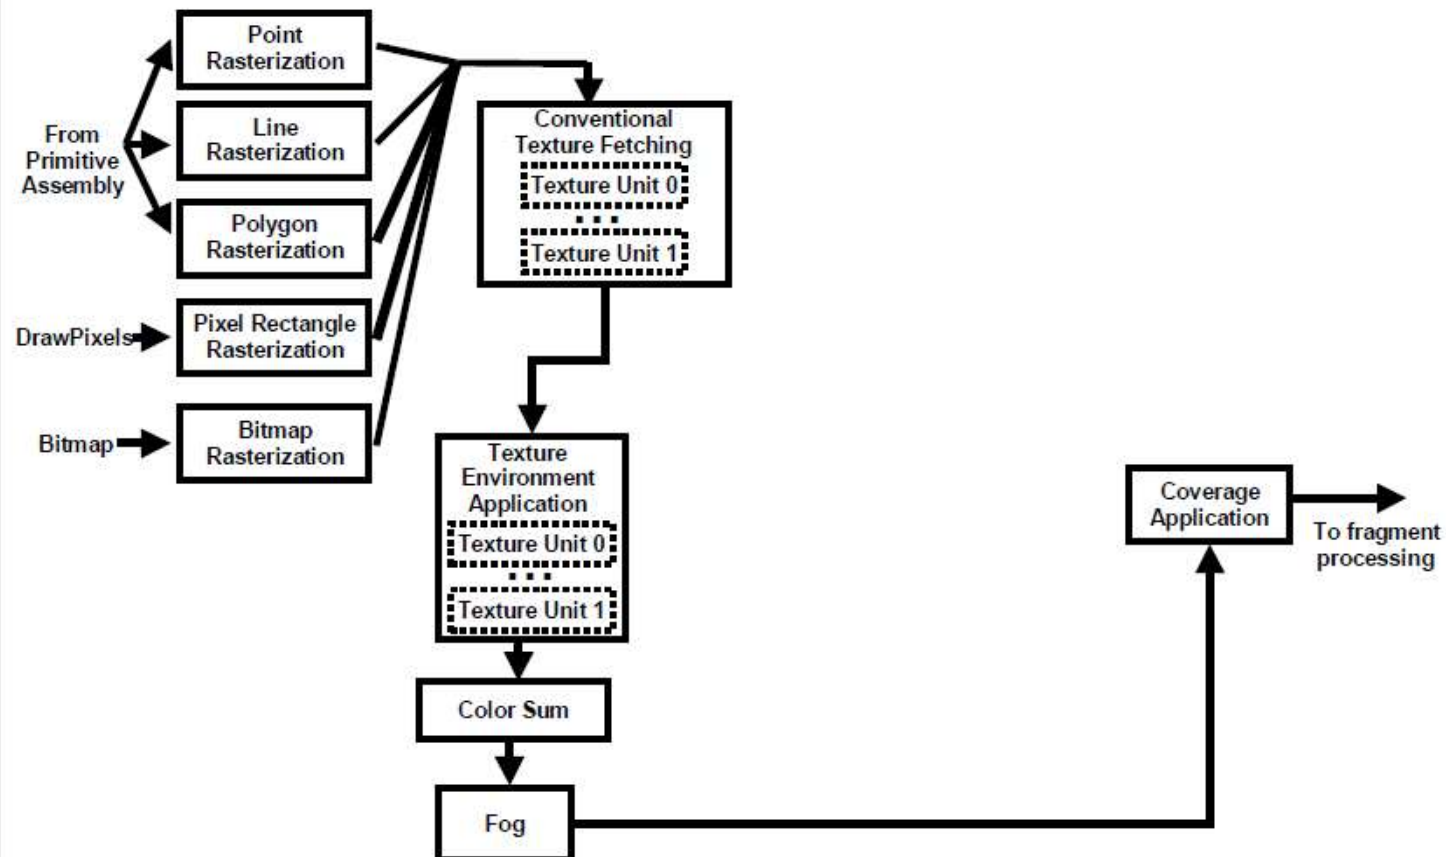 Point
Rasterization
From
Primitive
Assembly
Line
Rasterization
Polygon
Rasterization
DrawPixels
Pixel Rectangle
Rasterization
Bitmap
Bitmap
Rasterization
Conventional
Texture Fetching
Texture Unit 0
...
Texture Unit 1
Texture
Environment
Application
Texture Unit 0
...
Texture Unit 1
Color Sum
Fog
Coverage
Application
To fragment
processing